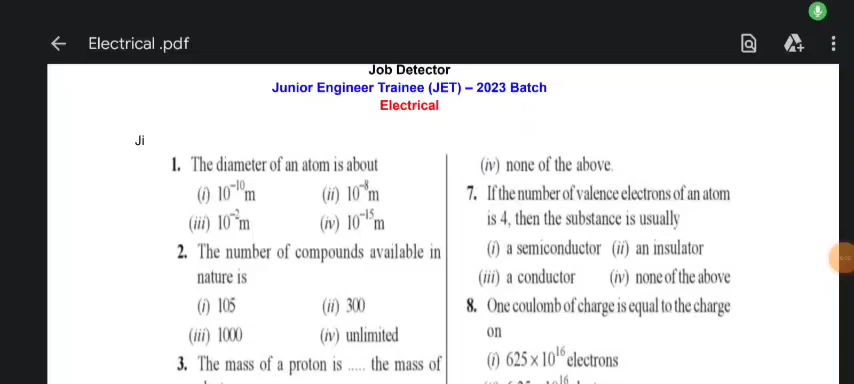 Electrical .pdf
Job Detector
Junior Engineer Trainee (JET) – 2023 Batch
Electrical
Ji
1. The diameter of an atom is about
(i) 10⁻¹⁰m (ii) 10⁻⁸m
(iii) 10⁻²m (iv) 10⁻¹⁵m
2. The number of compounds available in
nature is
(i) 105 (ii) 300
(iii) 1000 (iv) unlimited
3. The mass of a proton is ..... the mass of
(iv) none of the above.
7. If the number of valence electrons of an atom
is 4, then the substance is usually
(i) a semiconductor (ii) an insulator
(iii) a conductor (iv) none of the above
8. One coulomb of charge is equal to the charge
on
(i) 625 × 10¹⁶ electrons